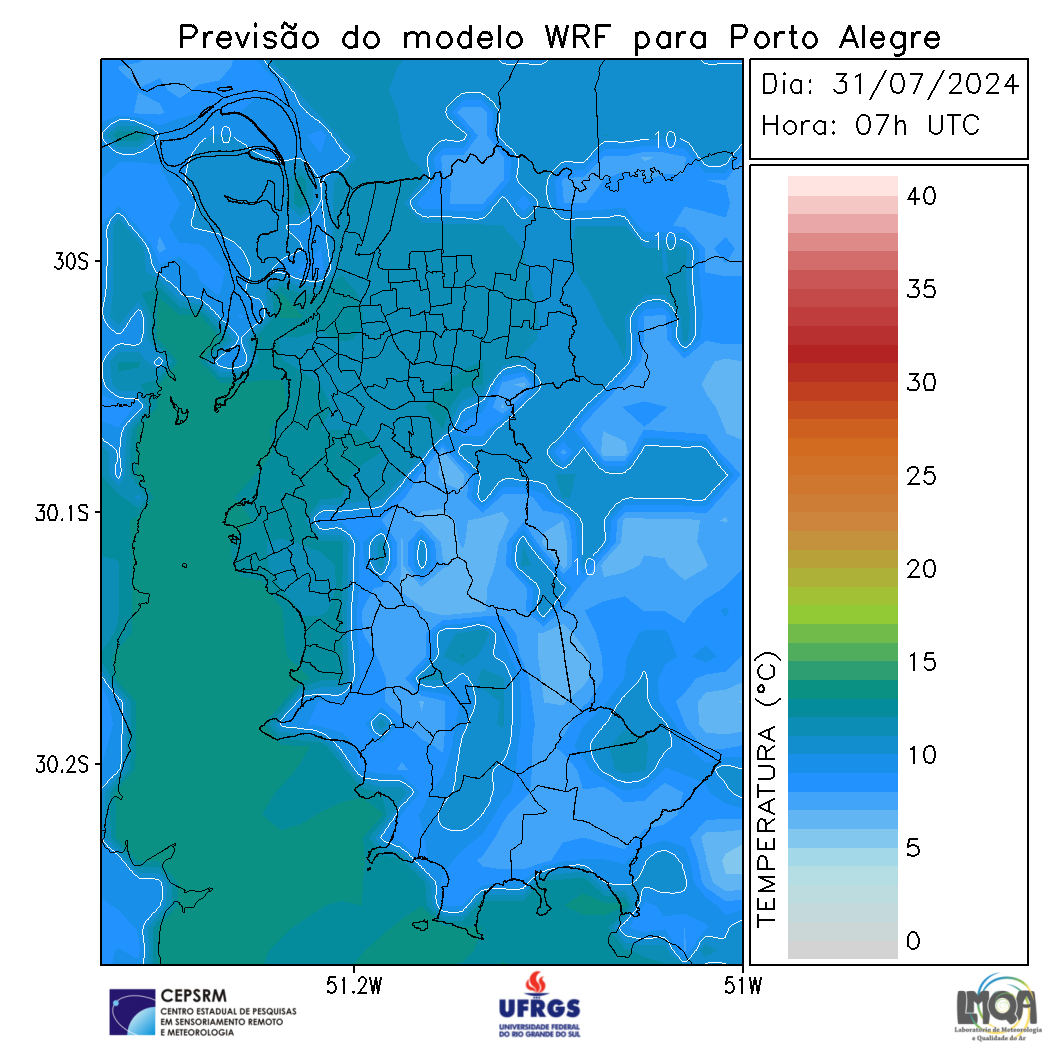 Previsão do modelo WRF para Porto Alegre
Dia: 31/07/2024
Hora: 07h UTC
10
10
10
10
0
30S
30.1S
30.2S
51.2W
51W
40
35
30
25
20
15
10
5
0
TEMPERATURA (°C)
CEPSRM
CENTRO ESTADUAL DE PESQUISAS
EM SENSORIAMENTO REMOTO
E METEOROLOGIA
UFRGS
UNIVERSIDADE FEDERAL
DO RIO GRANDE DO SUL
LMQA
Laboratório de Meteorologia
e Qualidade do Ar